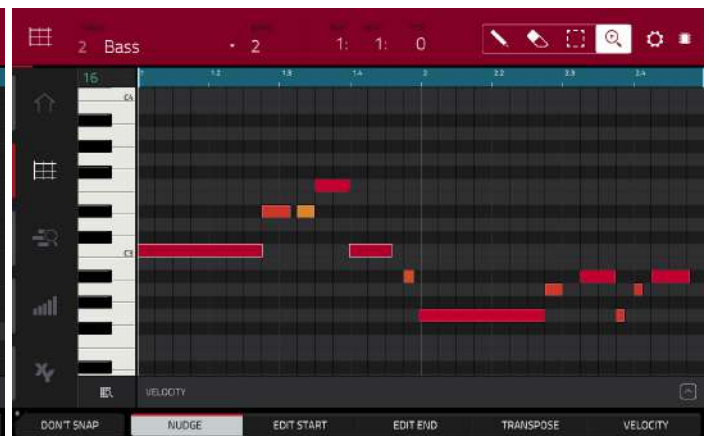 2 Bass 2 1: 1: 0
16 1 1.2 1.3 1.4 2 2.2 2.3 2.4
C4
C3
VELOCITY
DON'T SNAP NUDGE EDIT START EDIT END TRANSPOSE VELOCITY